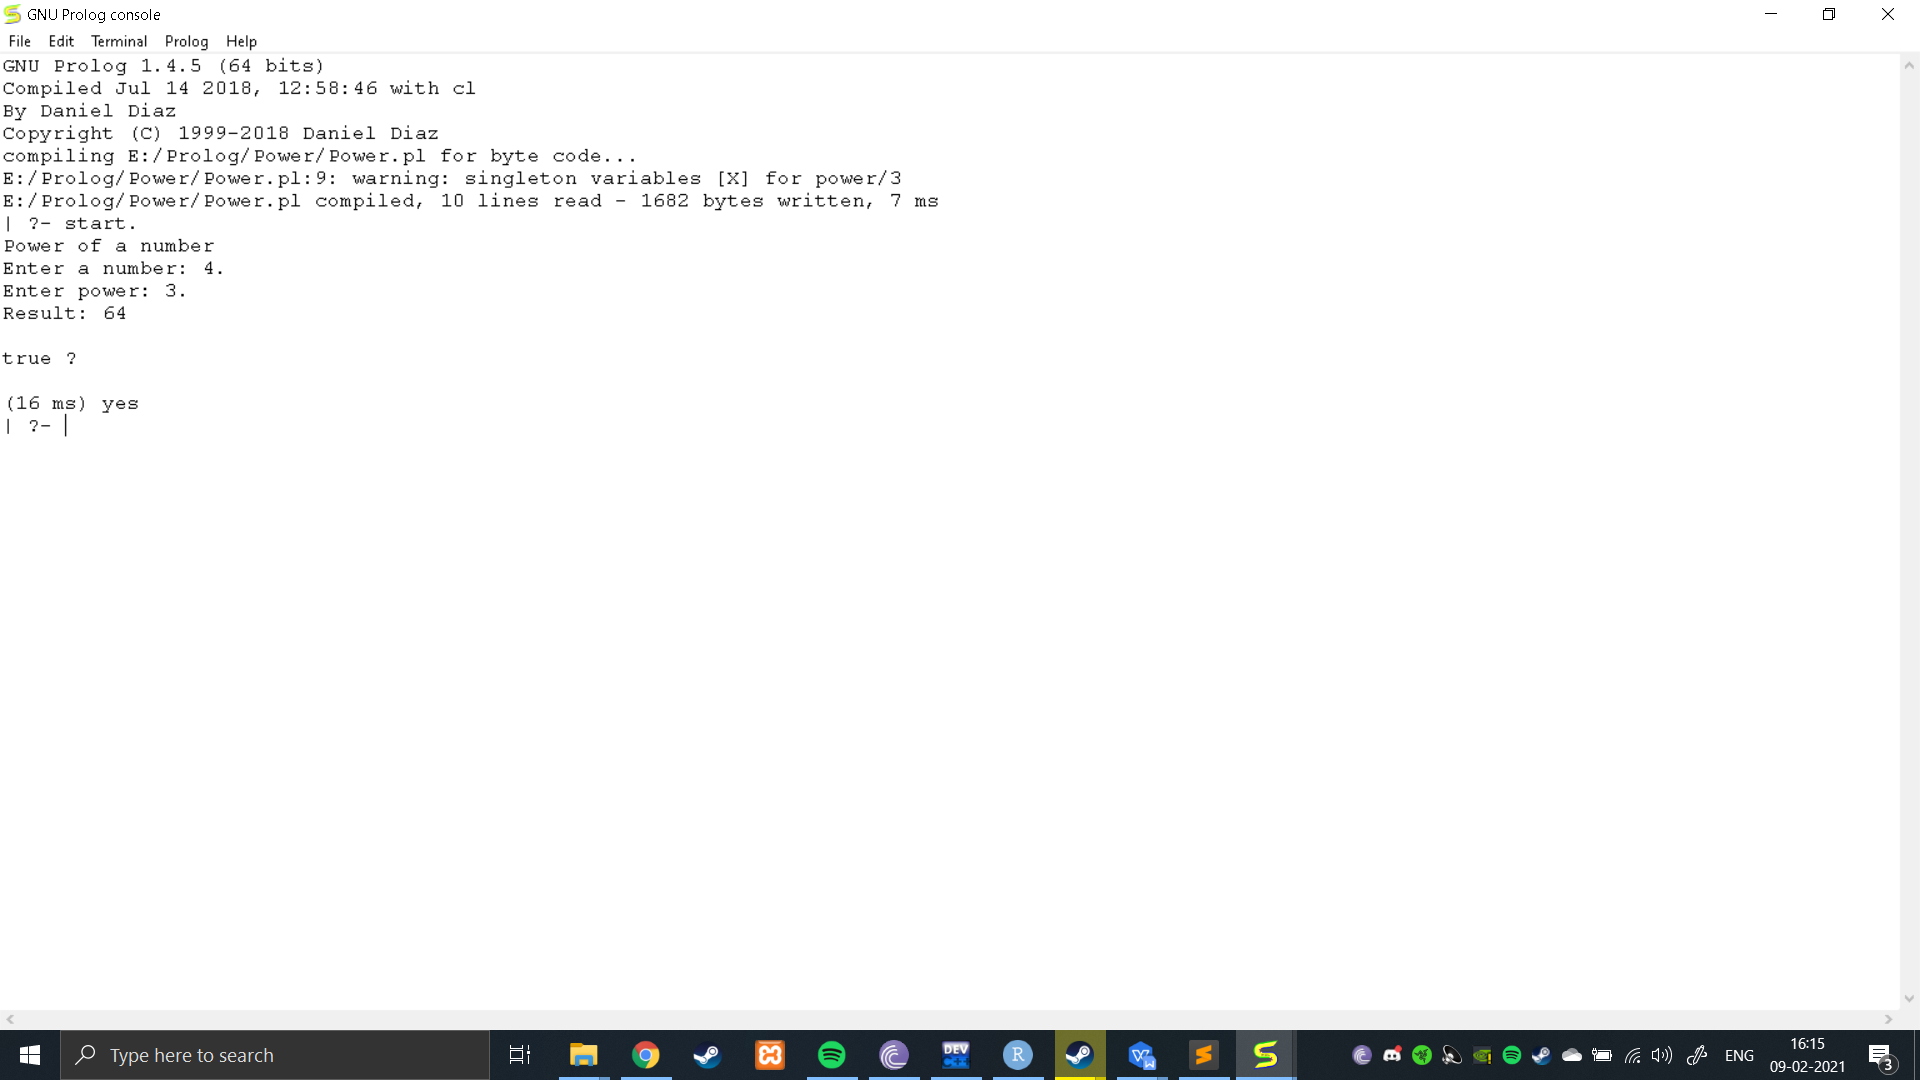 GNU Prolog console
File Edit Terminal Prolog Help
GNU Prolog 1.4.5 (64 bits)
Compiled Jul 14 2018, 12:58:46 with cl
By Daniel Diaz
Copyright (C) 1999-2018 Daniel Diaz
compiling E:/Prolog/Power/Power.pl for byte code...
E:/Prolog/Power/Power.pl:9: warning: singleton variables [X] for power/3
E:/Prolog/Power/Power.pl compiled, 10 lines read - 1682 bytes written, 7 ms
| ?- start.
Power of a number
Enter a number: 4.
Enter power: 3.
Result: 64
true ?
(16 ms) yes
| ?-
Type here to search
DEV
R
ENG
16:15
09-02-2021
3